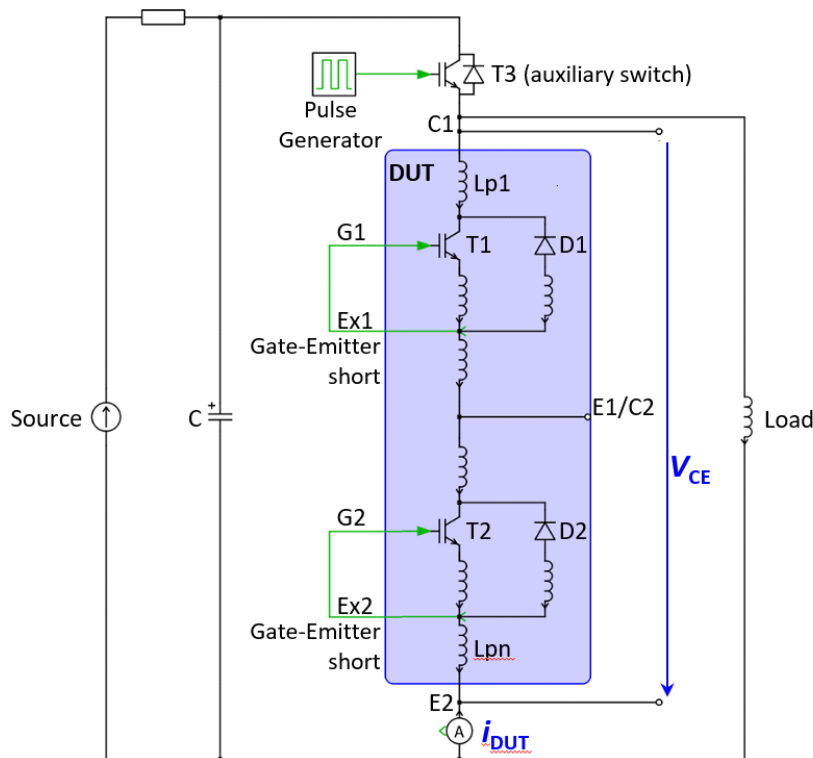 T3 (auxiliary switch)
Pulse
Generator
C1
DUT
Lp1
G1
T1
D1
Ex1
Gate-Emitter
short
E1/C2
Source
C
+
Load
VCE
G2
T2
D2
Ex2
Gate-Emitter
short
Lpn
E2
A
iDUT